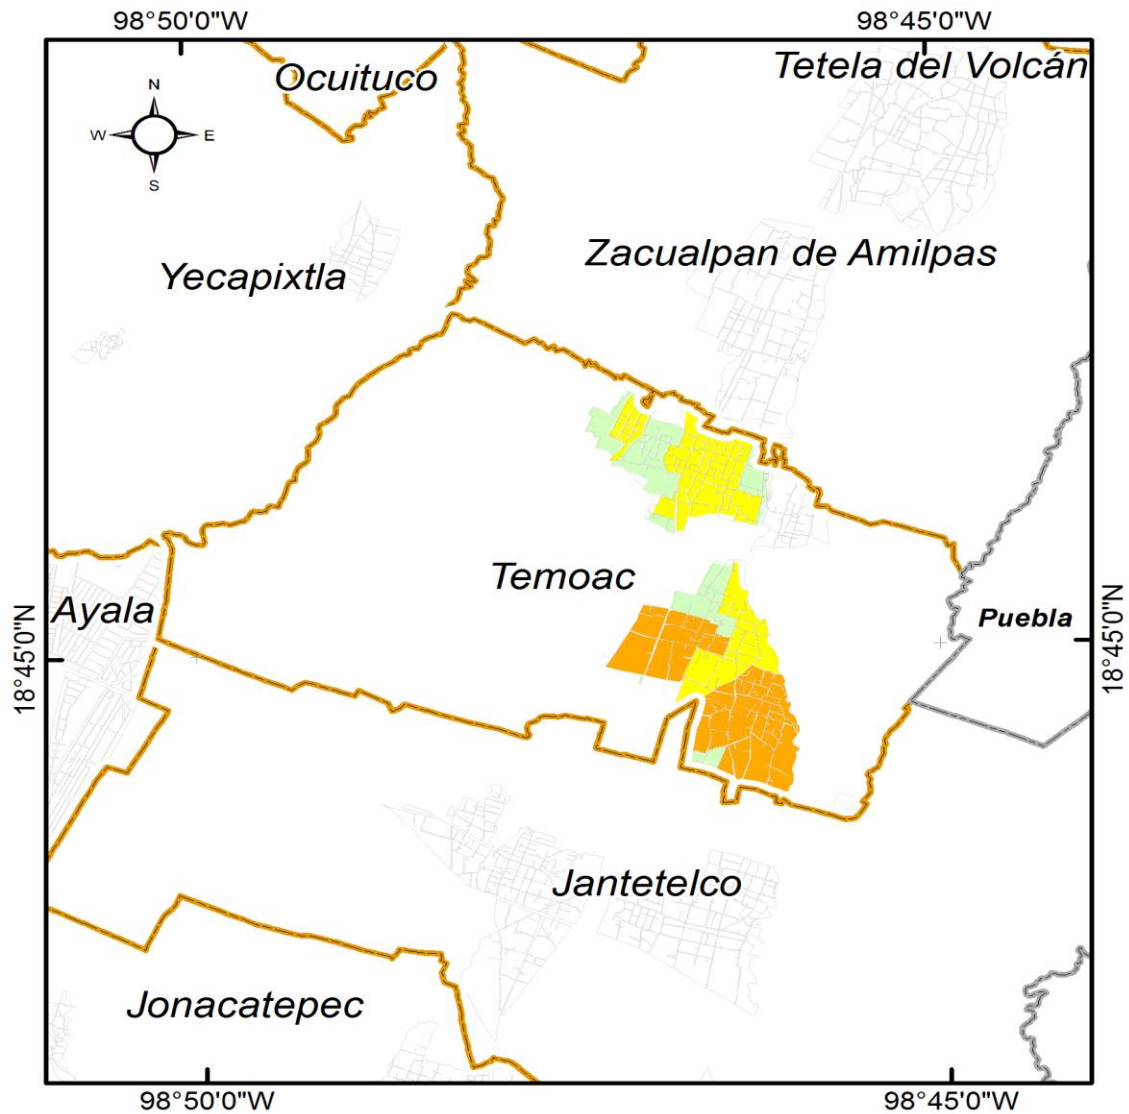 98°50'0"W
98°45'0"W
Ocuituco
Tetela del Volcán
N
W
E
S
Yecapixtla
Zacualpan de Amilpas
Temoac
Ayala
Puebla
18°45'0"N
18°45'0"N
Jantetelco
Jonacatepec
98°50'0"W
98°45'0"W